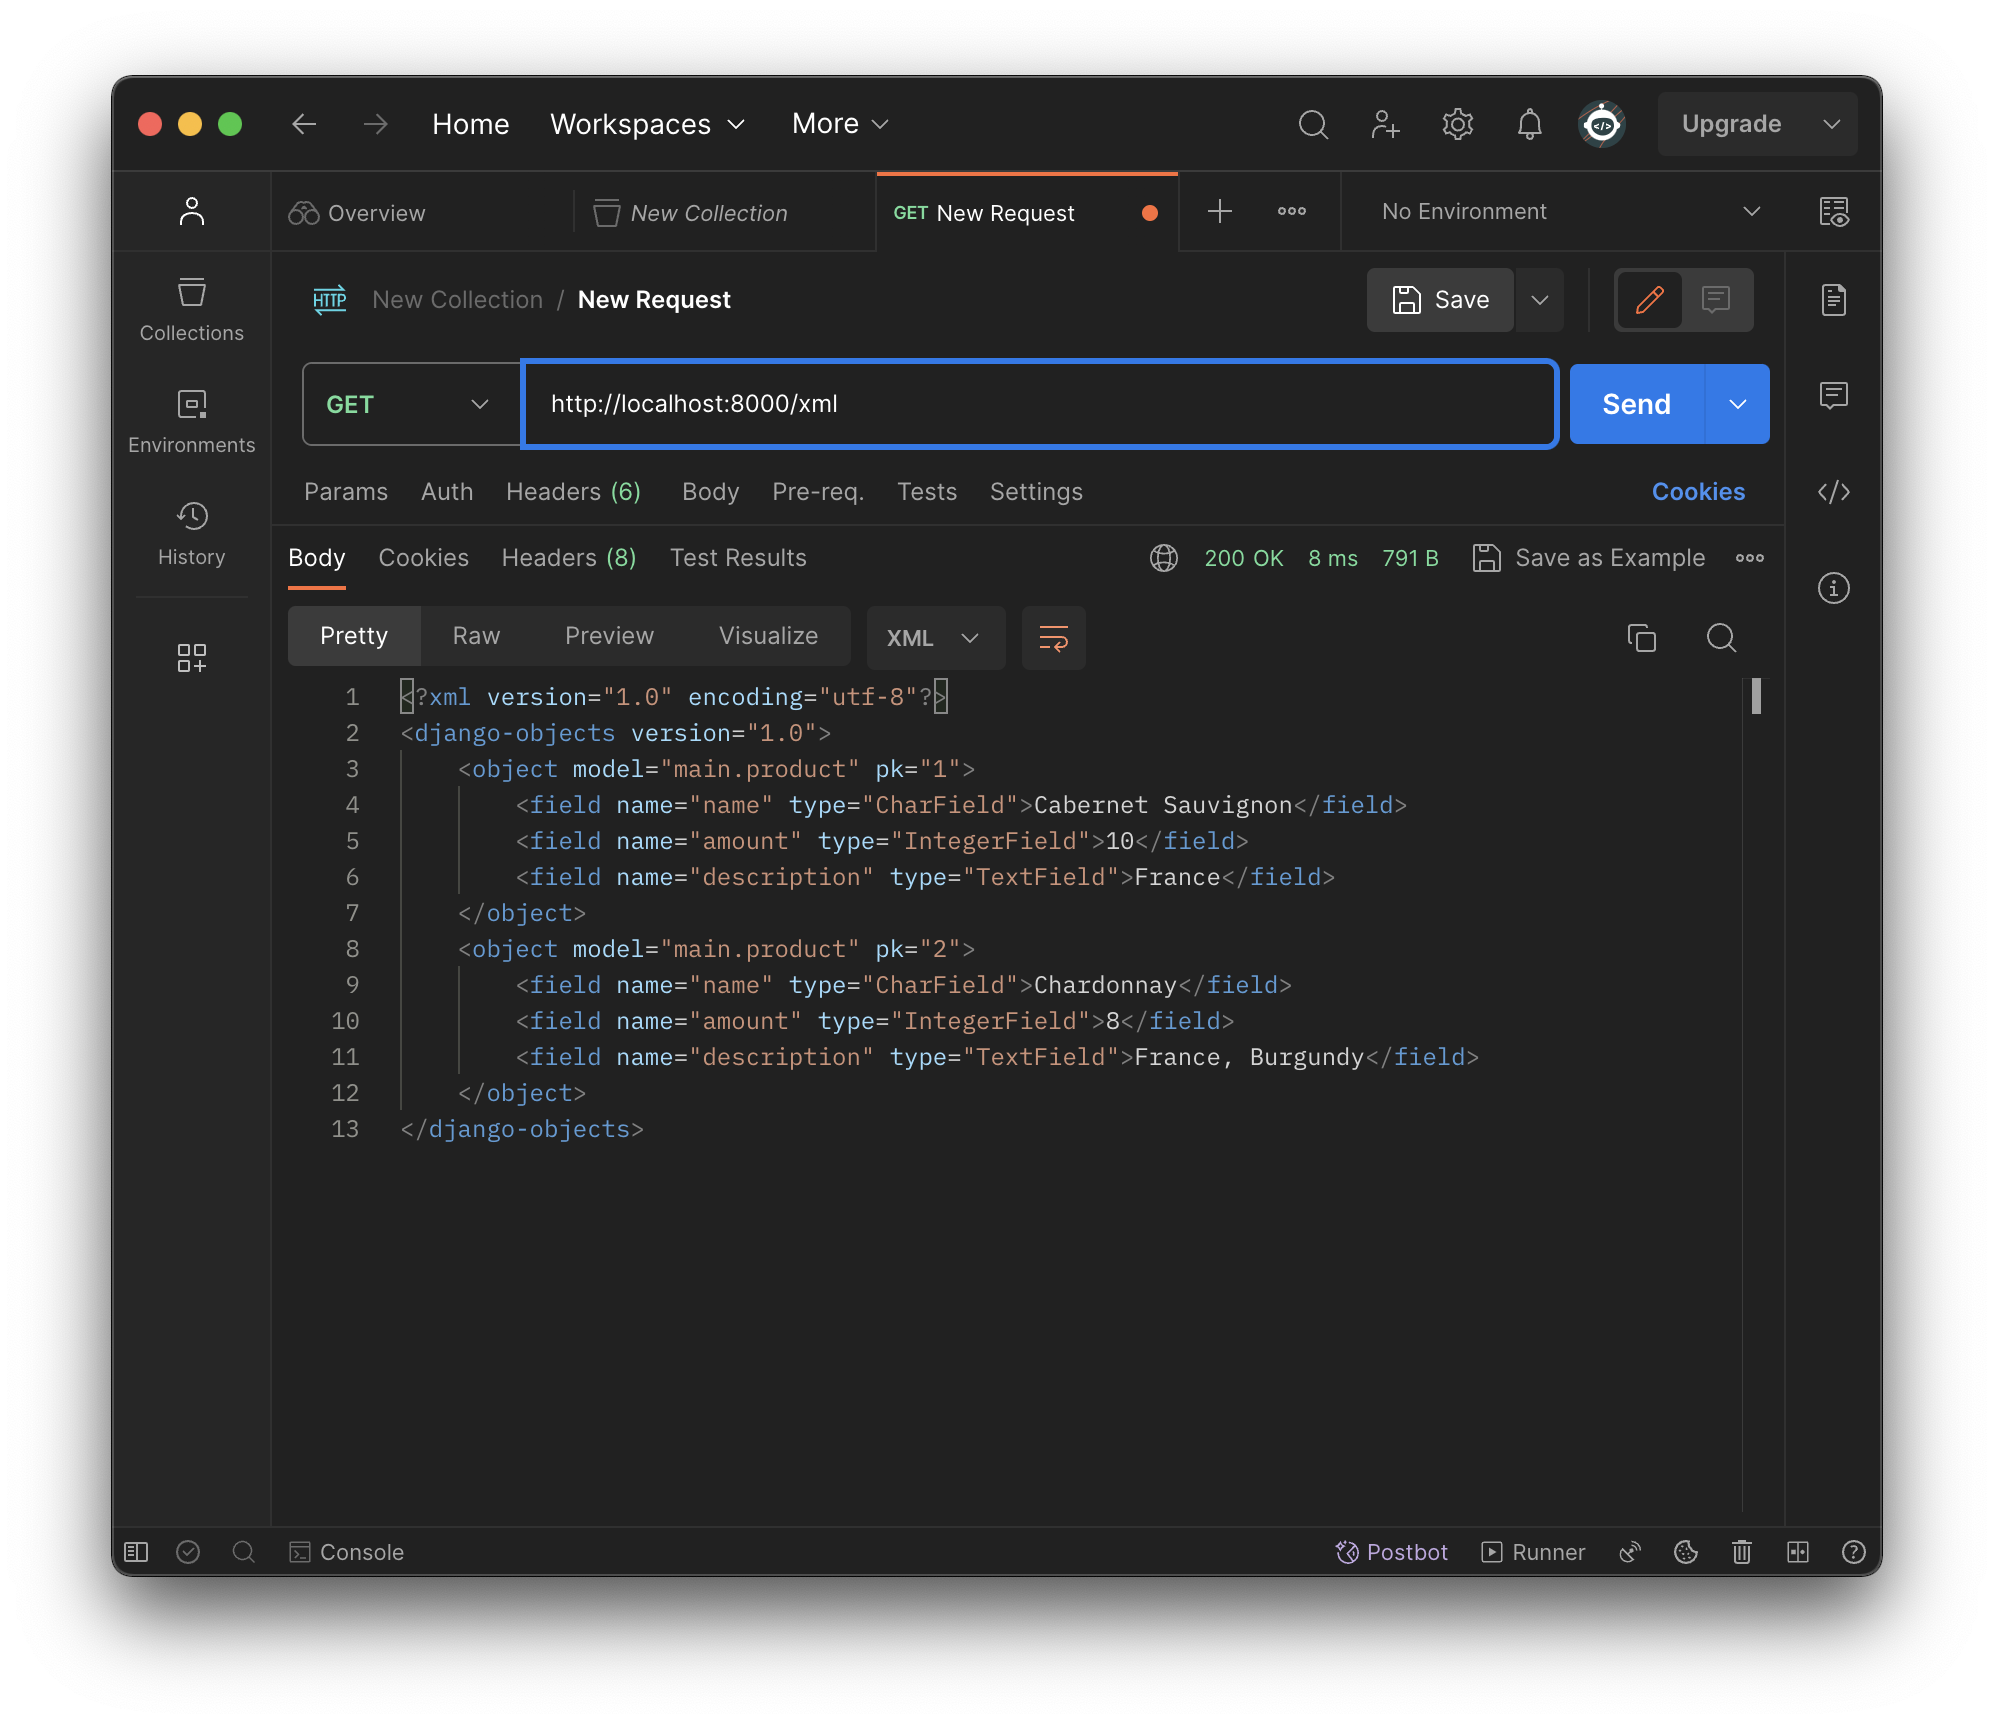 Home Workspaces More Upgrade
Overview New Collection GET New Request No Environment
HTTP New Collection / New Request Save
Collections
GET http://localhost:8000/xml Send
Environments
Params Auth Headers (6) Body Pre-req. Tests Settings Cookies
History
Body Cookies Headers (8) Test Results 200 OK 8 ms 791 B Save as Example
Pretty Raw Preview Visualize XML
1 <?xml version="1.0" encoding="utf-8"?>
2 <django-objects version="1.0">
3 <object model="main.product" pk="1">
4 <field name="name" type="CharField">Cabernet Sauvignon</field>
5 <field name="amount" type="IntegerField">10</field>
6 <field name="description" type="TextField">France</field>
7 </object>
8 <object model="main.product" pk="2">
9 <field name="name" type="CharField">Chardonnay</field>
10 <field name="amount" type="IntegerField">8</field>
11 <field name="description" type="TextField">France, Burgundy</field>
12 </object>
13 </django-objects>
Console Postbot Runner